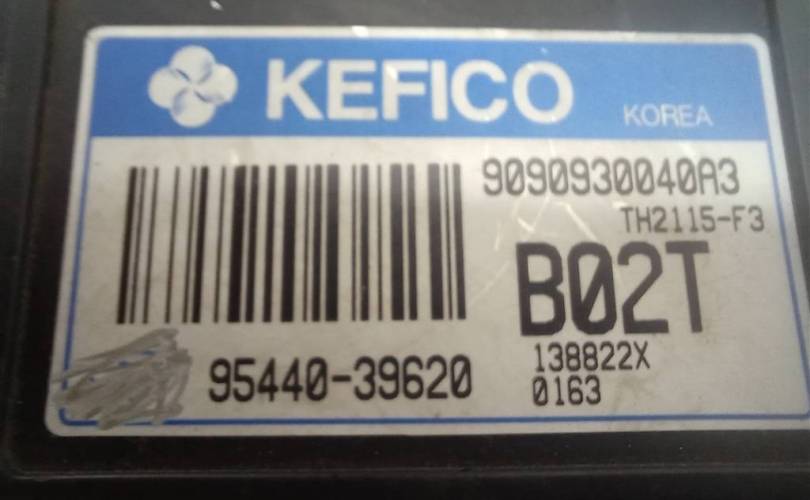 KEFICO
KOREA
9090930040A3
TH2115-F3
B02T
95440-39620
138822X
0163